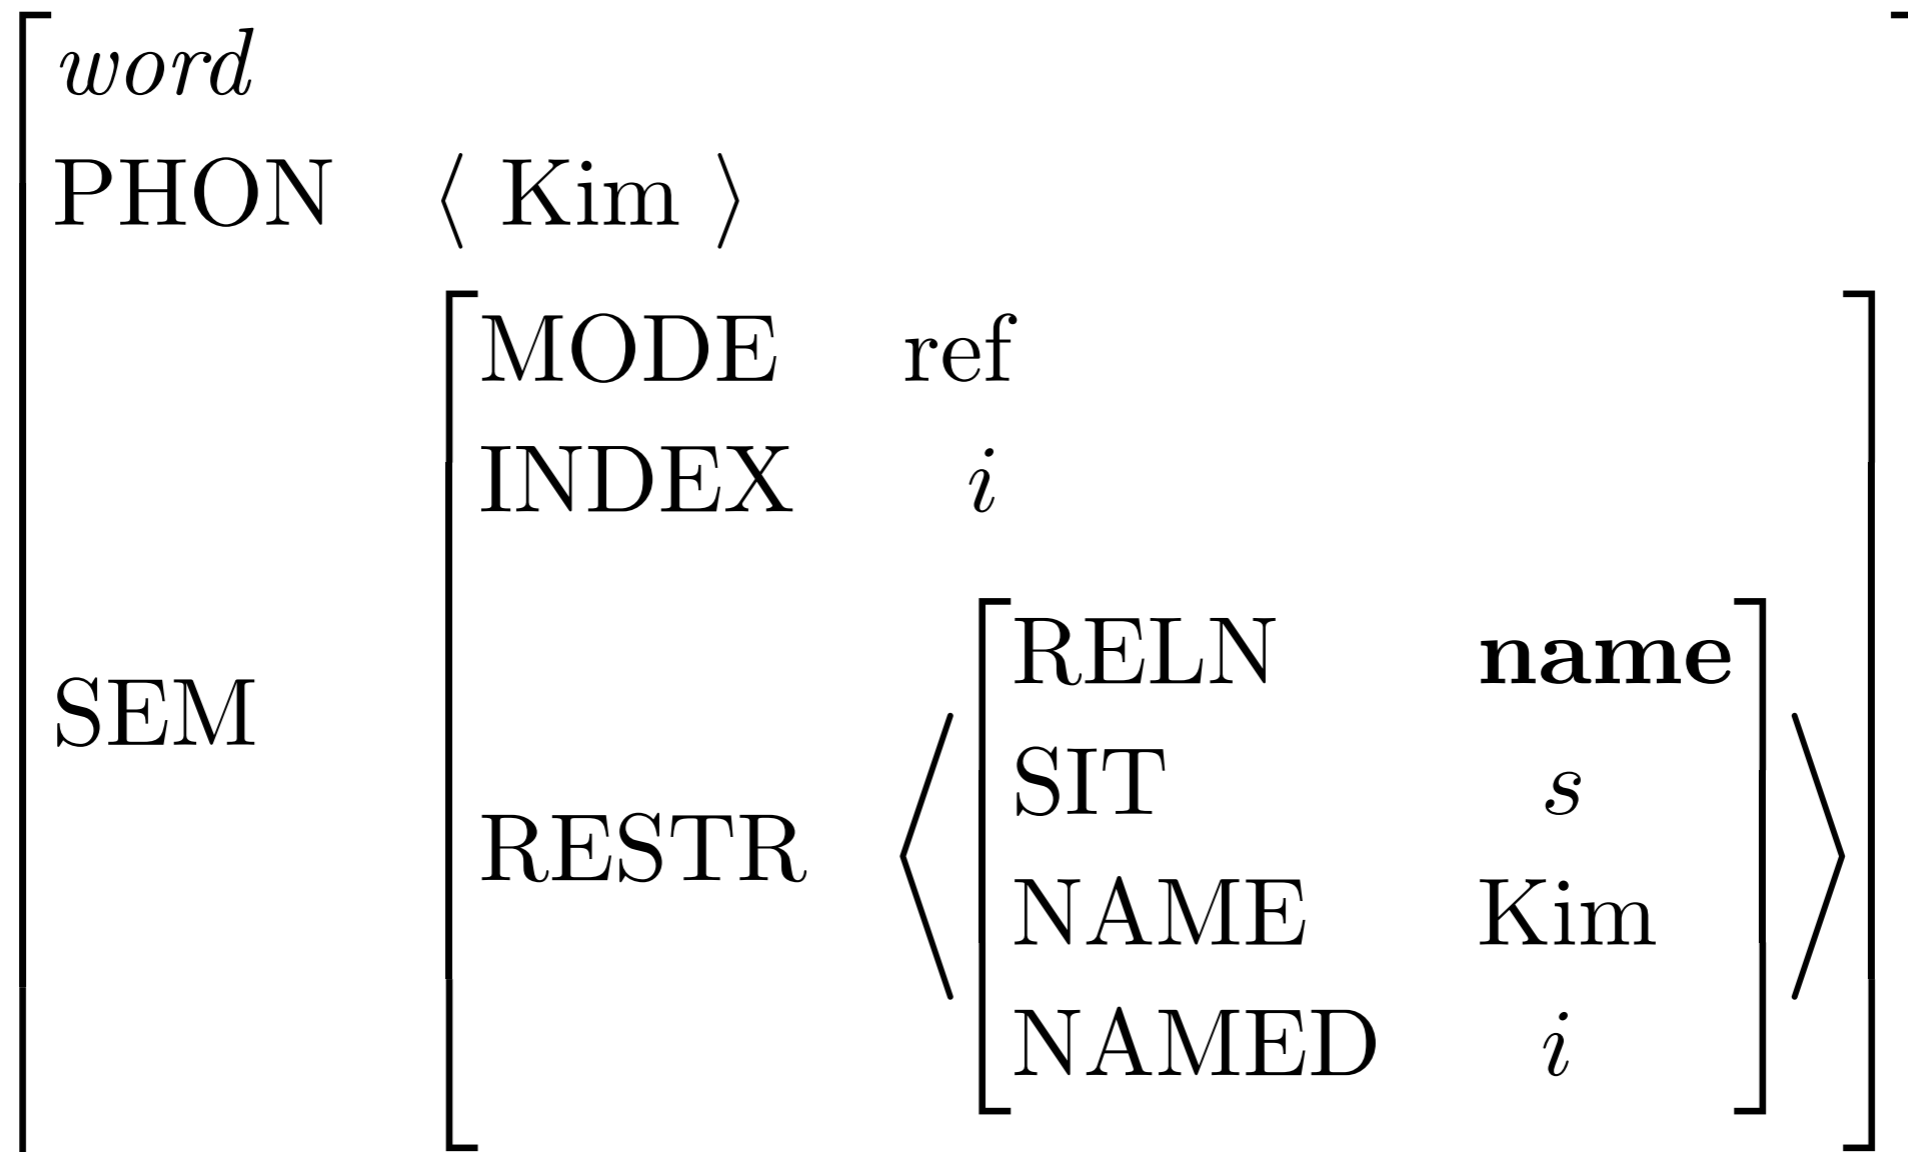 word
PHON ⟨ Kim ⟩
MODE ref
INDEX i
SEM
RESTR
RELN name
SIT s
NAME Kim
NAMED i